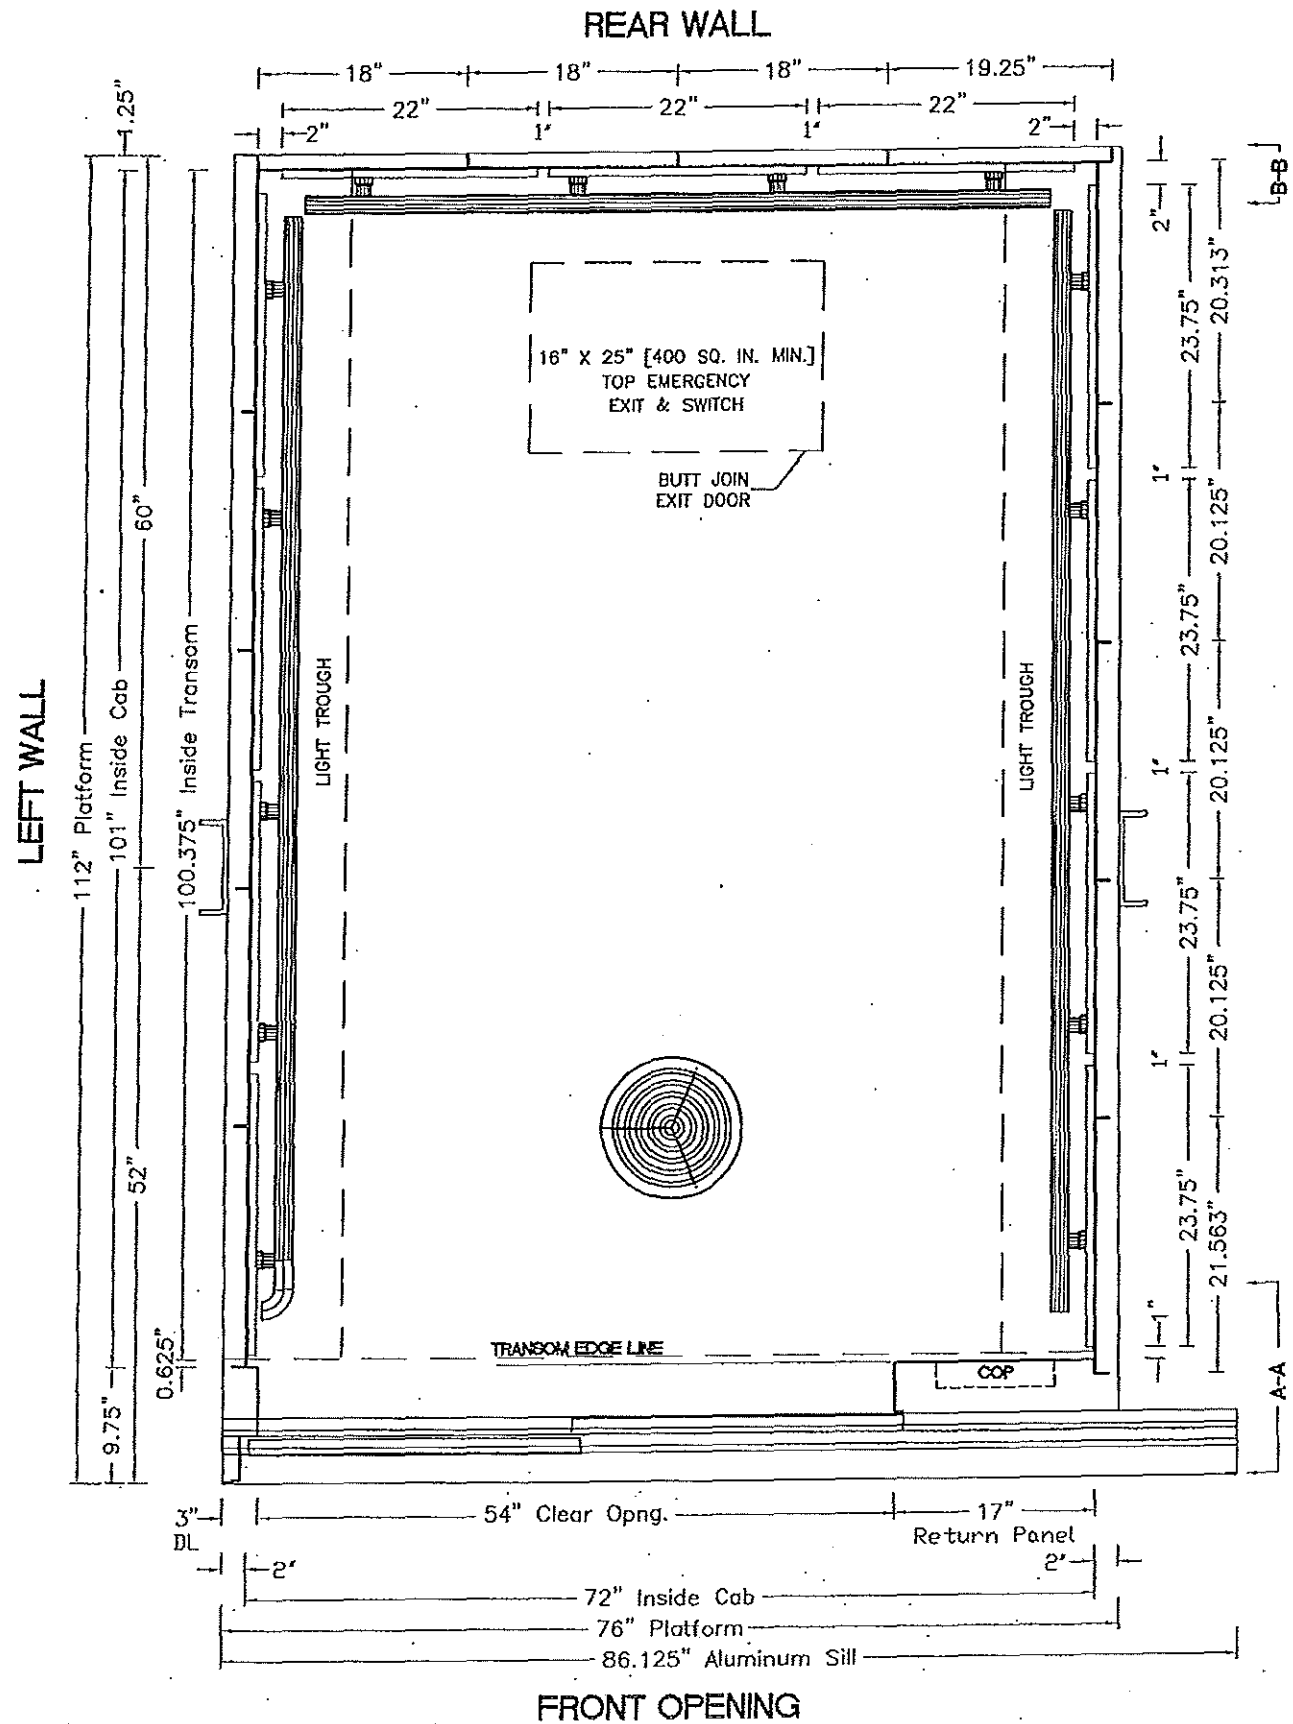 REAR WALL
18" 18" 18" 19.25"
22" 22" 22"
1.25"
2" 1" 1" 2"
B-B
2"
20.313"
23.75"
16" X 25" [400 SQ. IN. MIN.]
TOP EMERGENCY
EXIT & SWITCH
BUTT JOIN
EXIT DOOR
1"
60"
20.125"
23.75"
LEFT WALL
112" Platform
101" Inside Cab
100.375" Inside Transom
LIGHT TROUGH
LIGHT TROUGH
1"
20.125"
23.75"
20.125"
1"
52"
23.75"
21.563"
1"
TRANSOM EDGE LINE
COP
0.625"
A-A
9.75"
3" 54" Clear Opng. 17"
DL Return Panel
2" 2"
72" Inside Cab
76" Platform
86.125" Aluminum Sill
FRONT OPENING